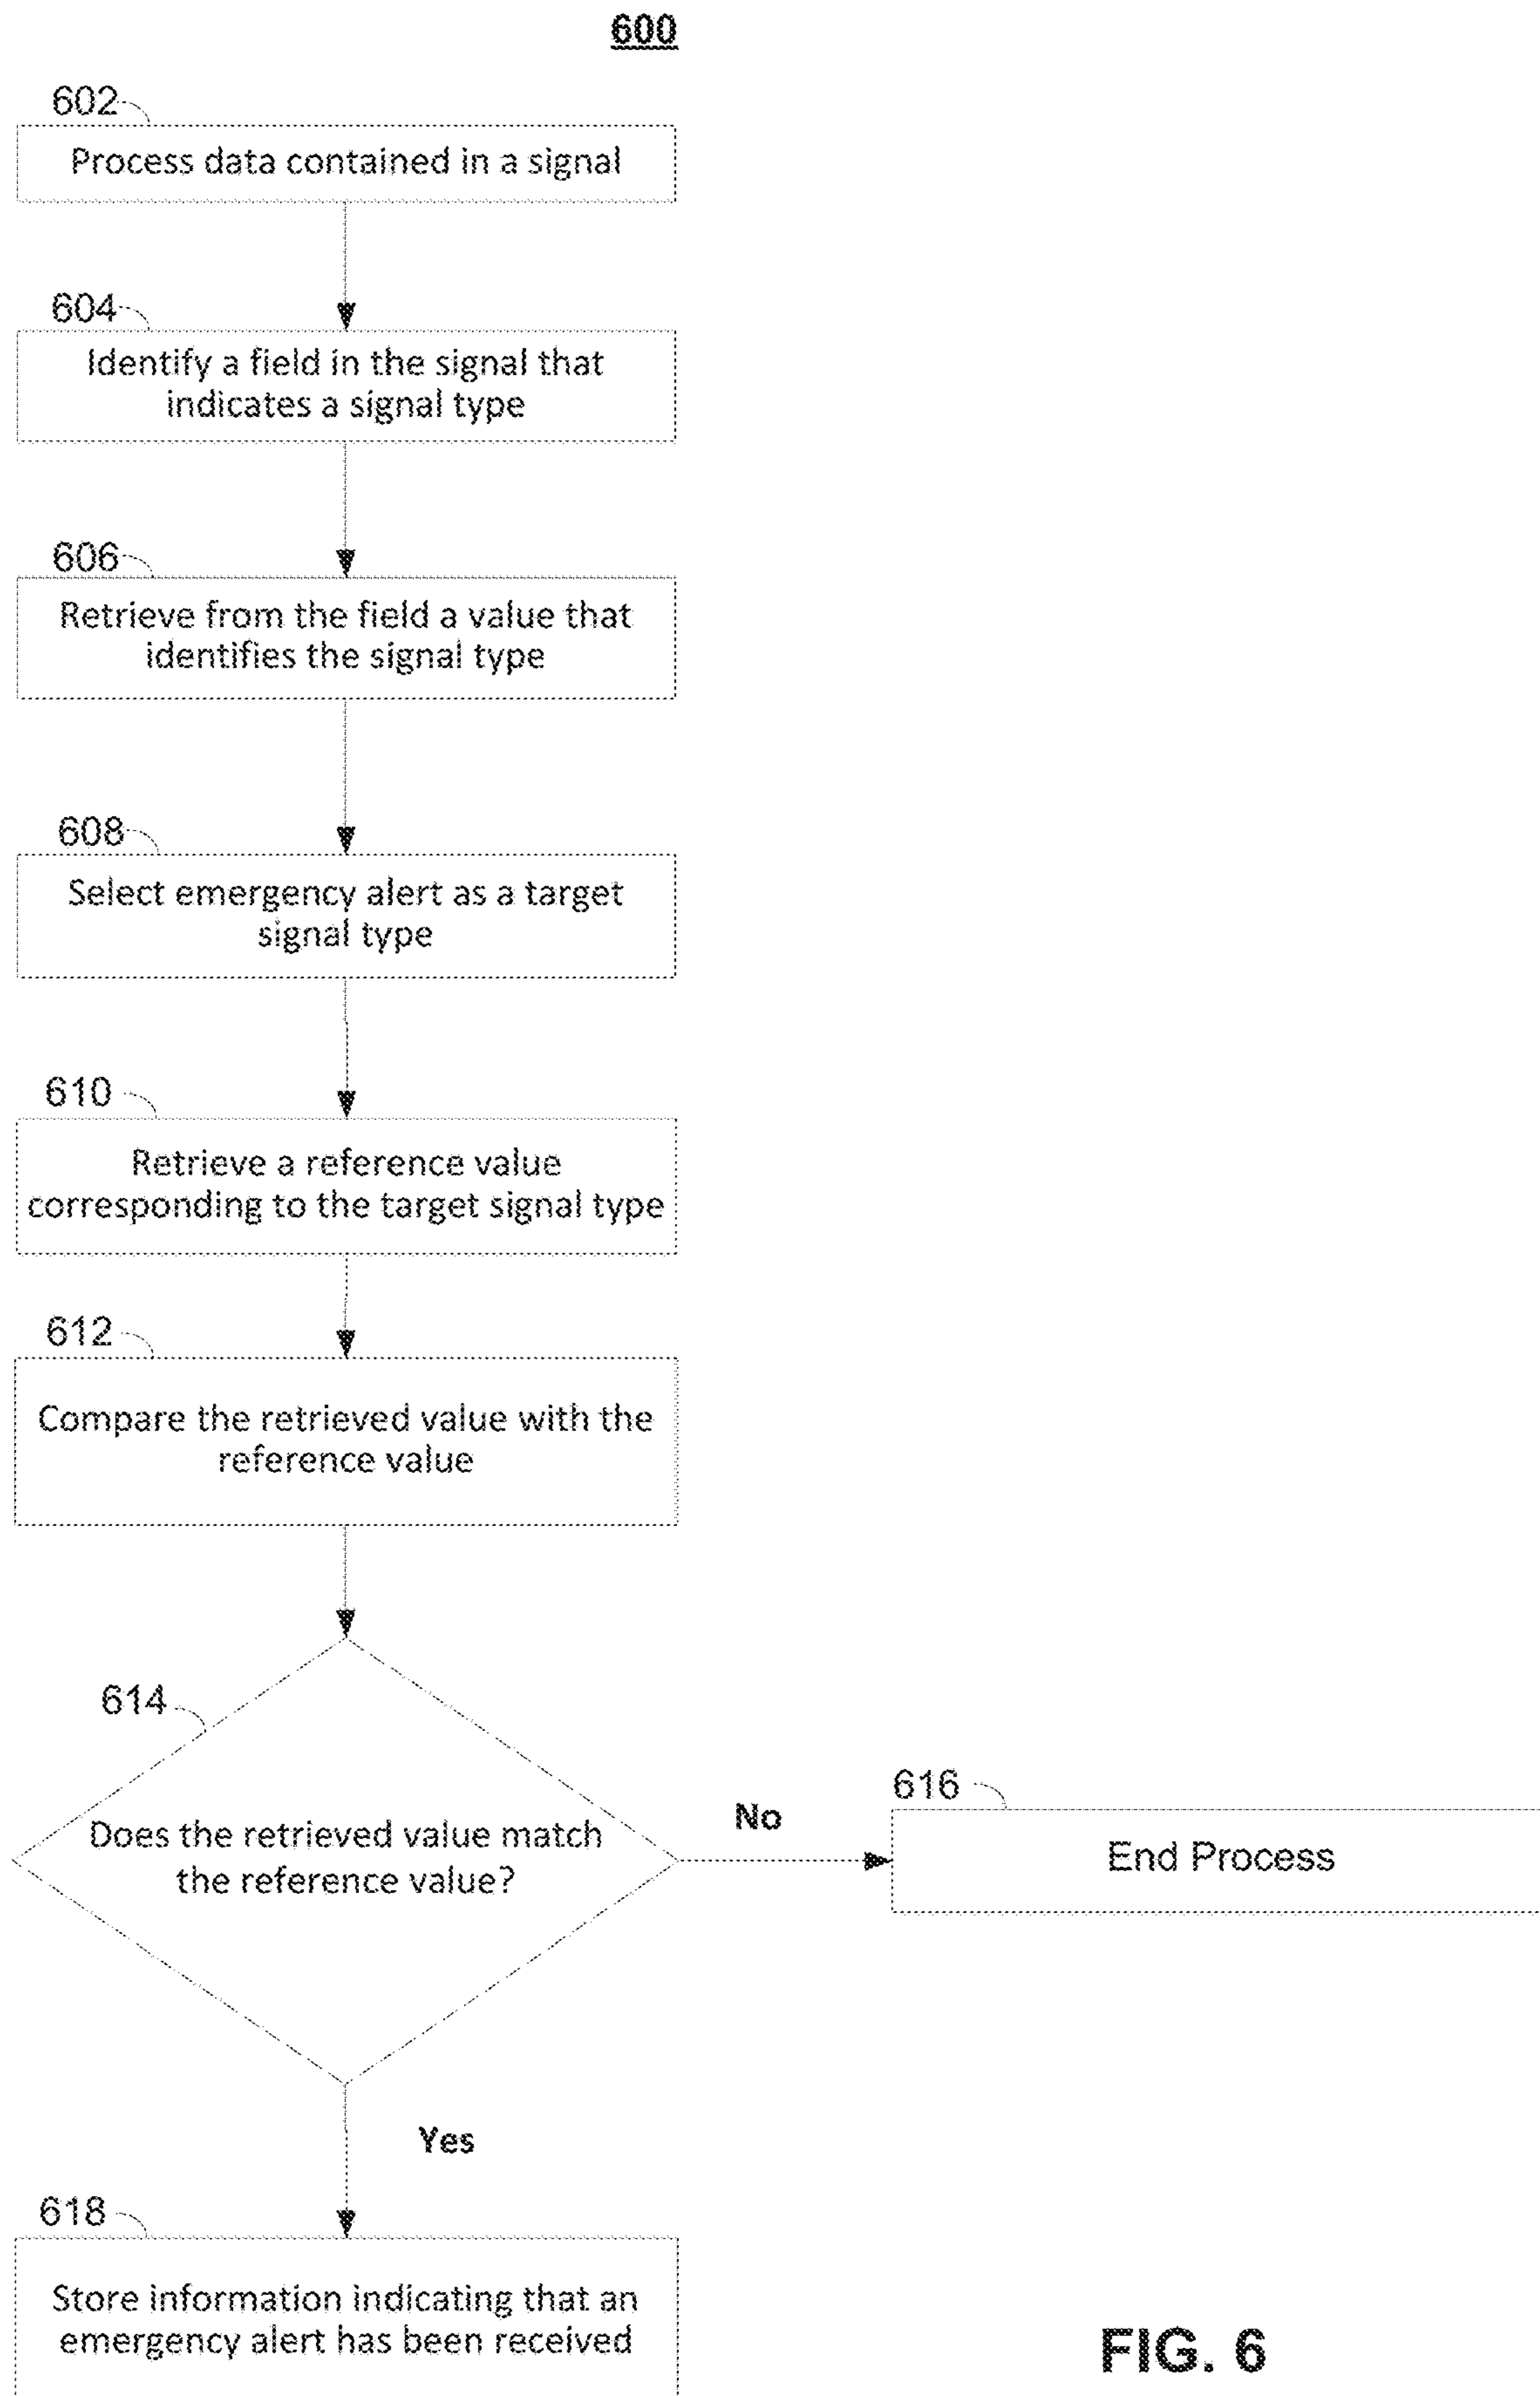 600
602
Process data contained in a signal
604
Identify a field in the signal that
indicates a signal type
606
Retrieve from the field a value that
identifies the signal type
608
Select emergency alert as a target
signal type
610
Retrieve a reference value
corresponding to the target signal type
612
Compare the retrieved value with the
reference value
614
Does the retrieved value match
the reference value?
No
616
End Process
Yes
618
Store information indicating that an
emergency alert has been received
FIG. 6